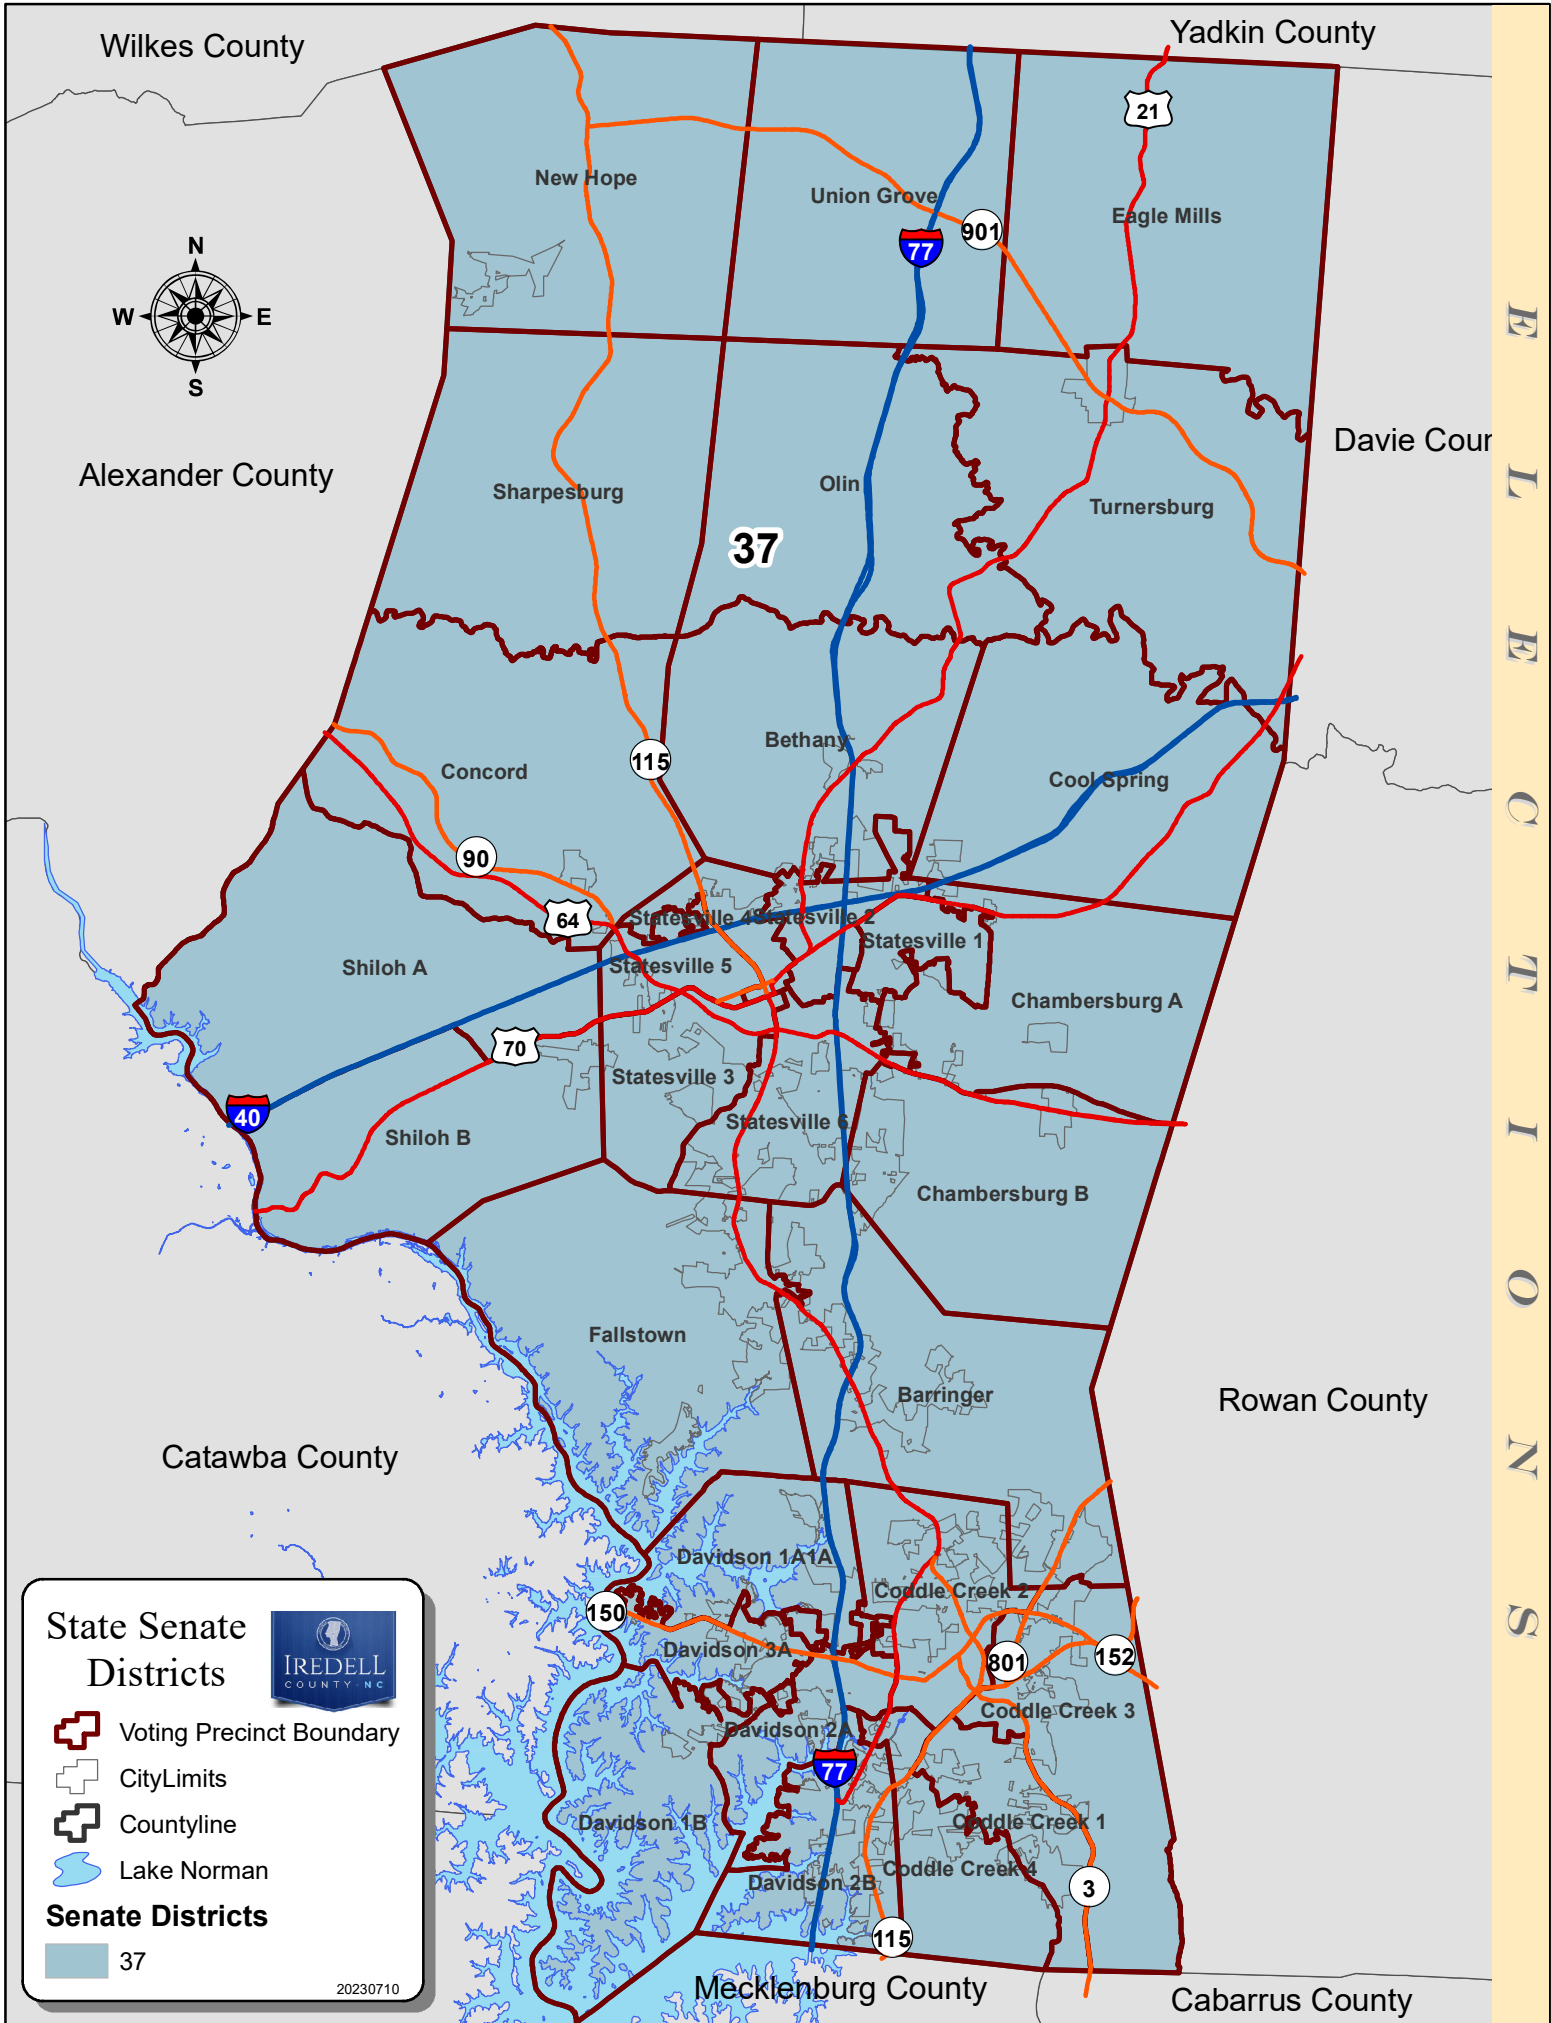 Wilkes County
Yadkin County
21
New Hope
Union Grove
901
Eagle Mills
77
N
W E
S
Davie Coun
Alexander County
Sharpesburg
Olin
Turnersburg
37
Bethany
115
Concord
Cool Spring
90
64
Statesville 4
Statesville 2
Statesville 1
Shiloh A
Statesville 5
Chambersburg A
70
Statesville 3
40
Statesville 6
Shiloh B
Chambersburg B
Fallstown
Barringer
Rowan County
Catawba County
Davidson 1A1A
Coddle Creek 2
150
Davidson 3A
801
152
Coddle Creek 3
Davidson 2A
77
Davidson 1B
Coddle Creek 1
Coddle Creek 4
Davidson 2B
3
115
Mecklenburg County
Cabarrus County
State Senate
Districts
IREDELL
COUNTY NC
Voting Precinct Boundary
CityLimits
Countyline
Lake Norman
Senate Districts
37
20230710
ELECTIONS